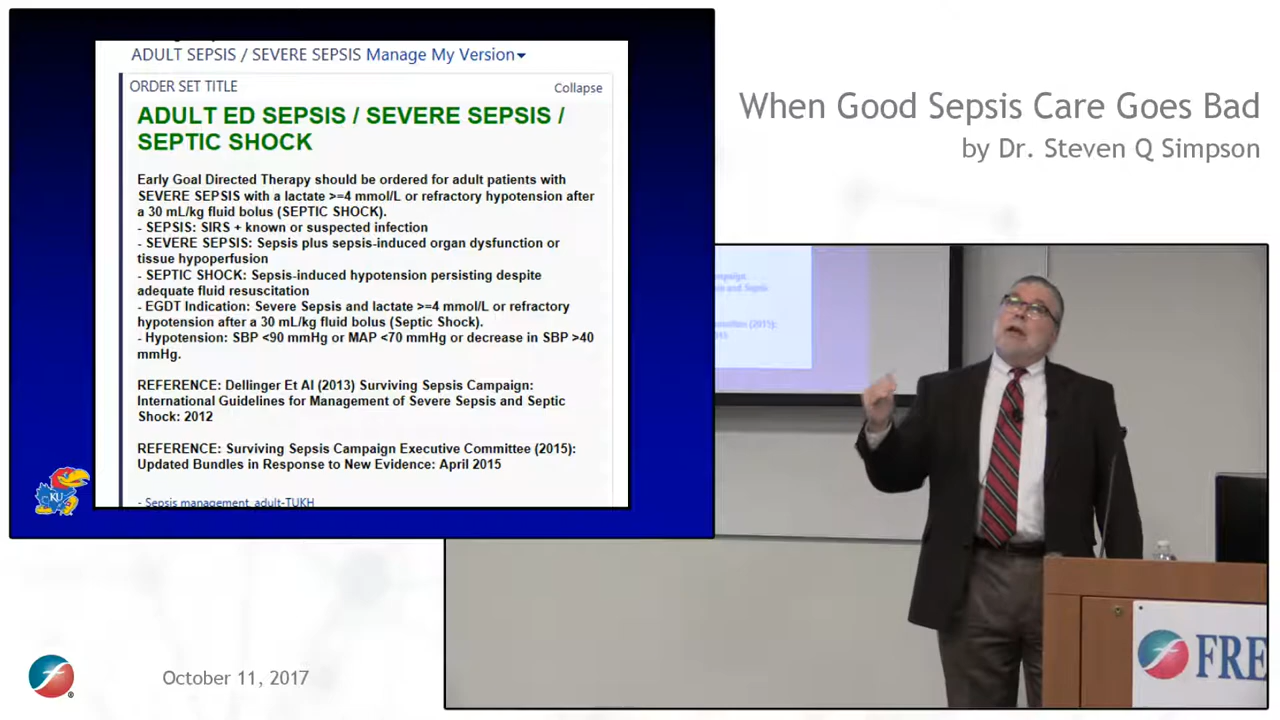 ADULT SEPSIS / SEVERE SEPSIS Manage My Version
ORDER SET TITLE
Collapse
ADULT ED SEPSIS / SEVERE SEPSIS /
SEPTIC SHOCK
Early Goal Directed Therapy should be ordered for adult patients with
SEVERE SEPSIS with a lactate >=4 mmol/L or refractory hypotension after
a 30 mL/kg fluid bolus (SEPTIC SHOCK).
- SEPSIS: SIRS + known or suspected infection
- SEVERE SEPSIS: Sepsis plus sepsis-induced organ dysfunction or
tissue hypoperfusion
- SEPTIC SHOCK: Sepsis-induced hypotension persisting despite
adequate fluid resuscitation
- EGDT Indication: Severe Sepsis and lactate >=4 mmol/L or refractory
hypotension after a 30 mL/kg fluid bolus (Septic Shock).
- Hypotension: SBP <90 mmHg or MAP <70 mmHg or decrease in SBP >40
mmHg.
REFERENCE: Dellinger Et Al (2013) Surviving Sepsis Campaign:
International Guidelines for Management of Severe Sepsis and Septic
Shock: 2012
REFERENCE: Surviving Sepsis Campaign Executive Committee (2015):
Updated Bundles in Response to New Evidence: April 2015
- Sepsis management, adult-TUKH
KU
When Good Sepsis Care Goes Bad
by Dr. Steven Q Simpson
FRE
October 11, 2017
®